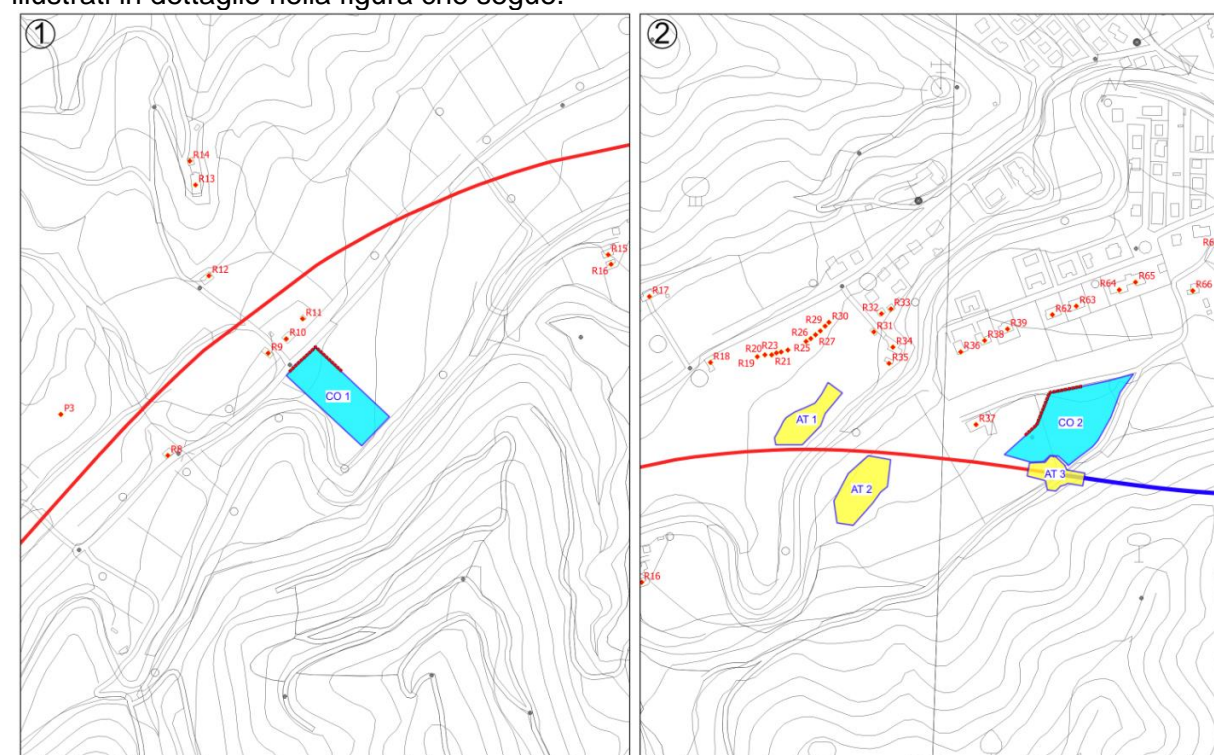 illustrati in dettaglio nella figura che segue.
1
2
R14
R13
R12
R15
R16
R11
R10
R9
CO 1
P3
R8
R17
R18
R19
R20
R23
R21
R25
R26
R27
R29
R30
R32
R33
R31
R34
R35
R36
R38
R39
R62
R63
R64
R65
R66
R37
AT 1
AT 2
AT 3
CO 2
R16